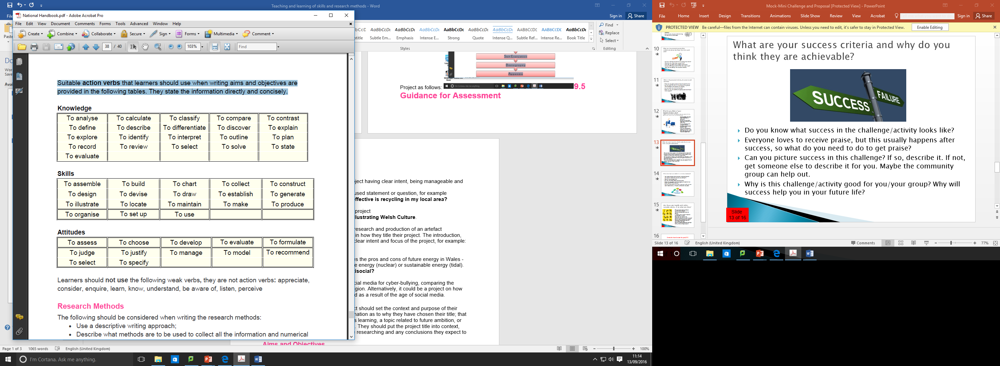 Teaching and learning of skills and research methods - Word
File
Sign in Share
Paste
Find
Replace
Select
Editing
Styles
AaBbCcDc AaBbCcDc AaBbCcDc AaBbCcDc AaBbCcDc AaBbCcDc AABBCCDD AABBCCDD AaBbCcDc
Subtle Em... Emphasis Intense E... Strong Quote Intense Q... Subtle Ref... Intense Re... Book Title
National Handbook.pdf - Adobe Acrobat Pro
File Edit View Document Comments Forms Tools Advanced Window Help
Create Combine Collaborate Secure Sign Forms Multimedia Comment
38 / 40 103% Find
Suitable action verbs that learners should use when writing aims and objectives are
provided in the following tables. They state the information directly and concisely.
Knowledge
To analyse To calculate To classify To compare To contrast
To define To describe To differentiate To discover To explain
To explore To identify To interpret To outline To plan
To record To review To select To solve To state
To evaluate
Skills
To assemble To build To chart To collect To construct
To design To devise To draw To establish To generate
To illustrate To locate To maintain To make To produce
To organise To set up To use
Attitudes
To assess To choose To develop To evaluate To formulate
To judge To justify To manage To model To recommend
To select To specify
Learners should not use the following weak verbs, they are not action verbs: appreciate,
consider, enquire, learn, know, understand, be aware of, listen, perceive
Research Methods
The following should be considered when writing the research methods:
• Use a descriptive writing approach;
• Describe what methods are to be used to collect all the information and numerical
Self Evaluation
Bibliography
Appendix
Project as follows: 9.5
Guidance for Assessment
ject having clear intent, being manageable and
used statement or question, for example
effective is recycling in my local area?
project
llustrating Welsh Culture.
research and production of an artefact
in how they title their project. The introduction,
clear intent and focus of the project, for example:
es the pros and cons of future energy in Wales -
e energy (nuclear) or sustainable energy (tidal).
tisocial?
cial media for cyber-bullying, comparing the
gion. Alternatively, it could be a project on how
d as a result of the age of social media.
ct should set the context and purpose of their
nation as to why they have chosen their title; that
s learning, a topic related to future ambition, or
. They should put the project title into context,
researching and any conclusions they expect to
Aims and Objectives
Page 1 of 3 1065 words English (United Kingdom) 100%
I'm Cortana. Ask me anything.
11:14
13/09/2016
Mock-Mini Challenge and Proposal [Protected View] - PowerPoint
File Home Insert Design Transitions Animations Slide Show Review View Acrobat Sign in Share
PROTECTED VIEW Be careful—files from the Internet can contain viruses. Unless you need to edit, it's safer to stay in Protected View. Enable Editing
10
11
12
13
14
15
16
What are your success criteria and why do you
think they are achievable?
SUCCESS
FAILURE
Do you know what success in the challenge/activity looks like?
Everyone loves to receive praise, but this usually happens after
success, so what do you need to do to get praise?
Can you picture success in this challenge? If so, describe it. If not,
get someone else to describe it for you. Maybe the community
group can help out.
Why is this challenge/activity good for you/your group? Why will
success help you in your future life?
Slide
13 of 16
Slide 13 of 16 English (United Kingdom) Comments 77%